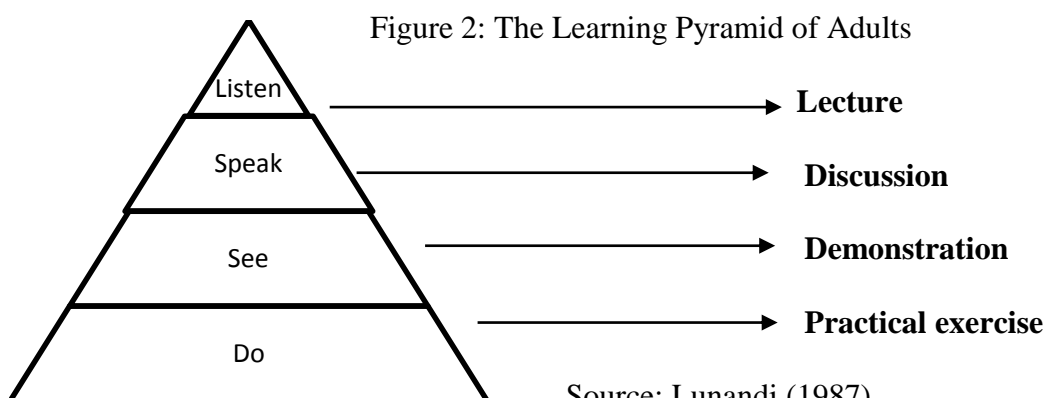 Figure 2: The Learning Pyramid of Adults
Listen
Lecture
Speak
Discussion
See
Demonstration
Practical exercise
Do
Source: Lunandi (1987)